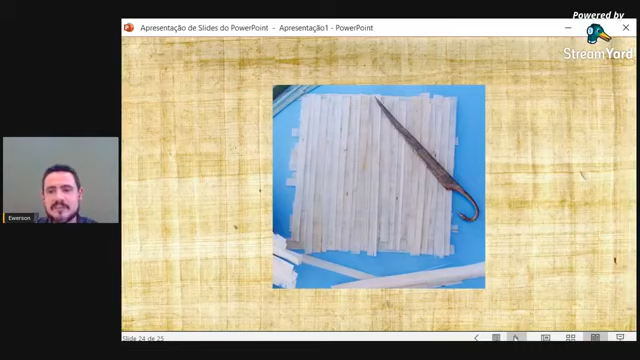 Powered by
StreamYard
Apresentação de Slides do PowerPoint - Apresentação1 - PowerPoint
Ewerson
Slide 24 de 25